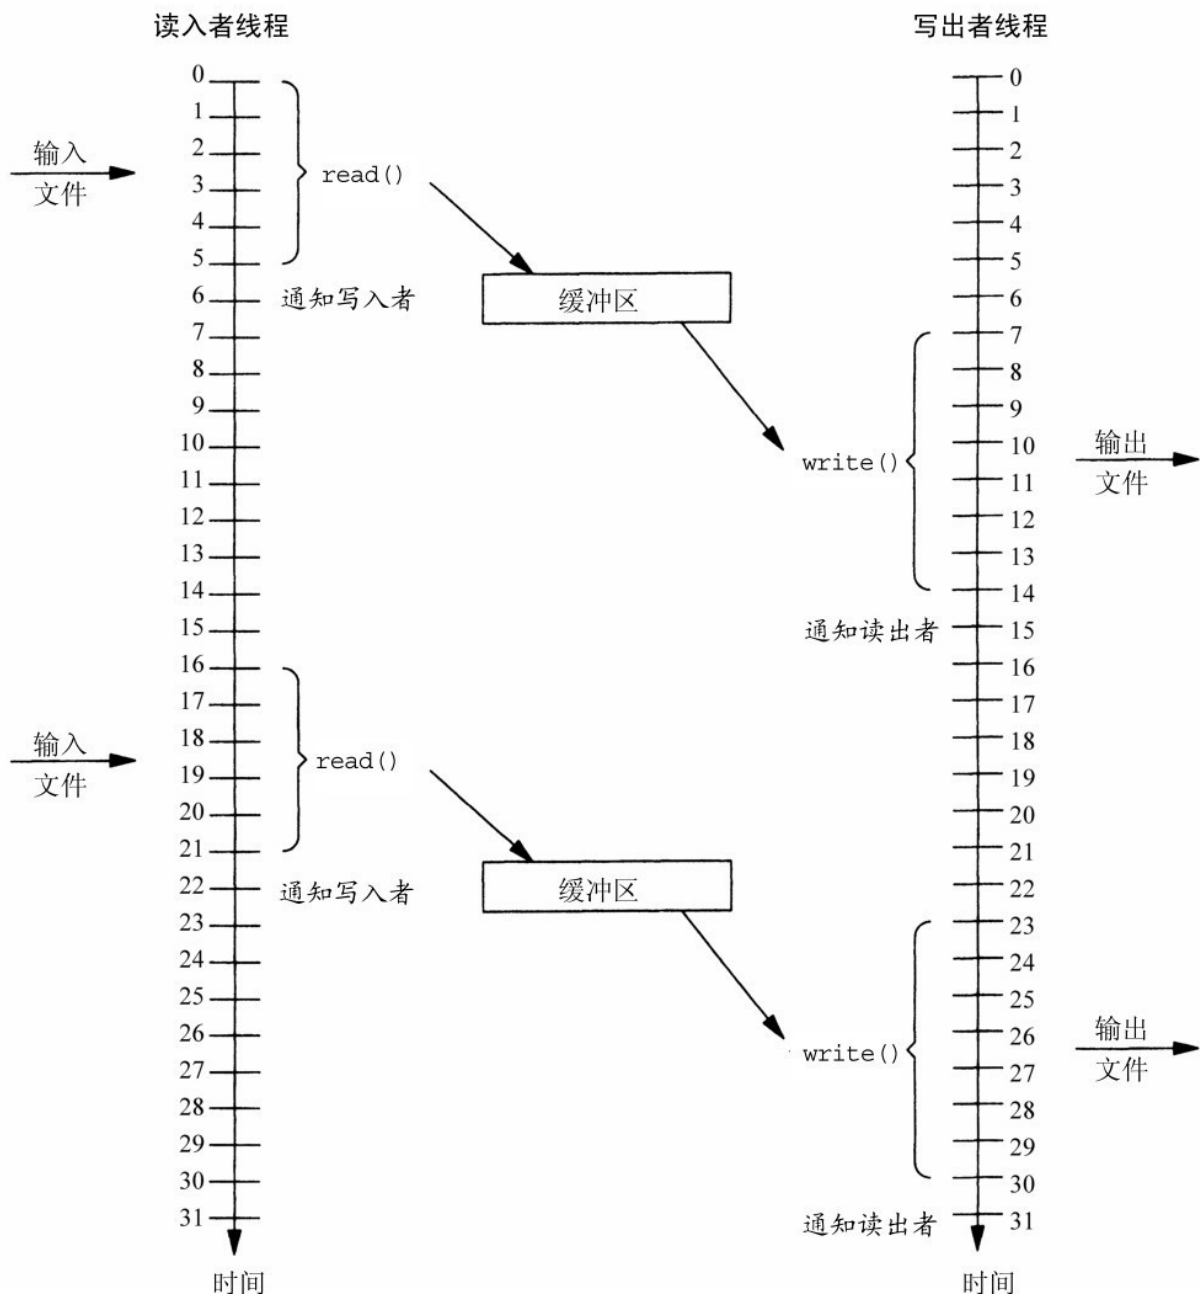 读入者线程
写出者线程
0
1
2
3
4
5
6
7
8
9
10
11
12
13
14
15
16
17
18
19
20
21
22
23
24
25
26
27
28
29
30
31
时间
输入
文件
read()
通知写入者
缓冲区
输入
文件
read()
通知写入者
缓冲区
write()
通知读出者
write()
通知读出者
0
1
2
3
4
5
6
7
8
9
10
11
12
13
14
15
16
17
18
19
20
21
22
23
24
25
26
27
28
29
30
31
时间
输出
文件
输出
文件